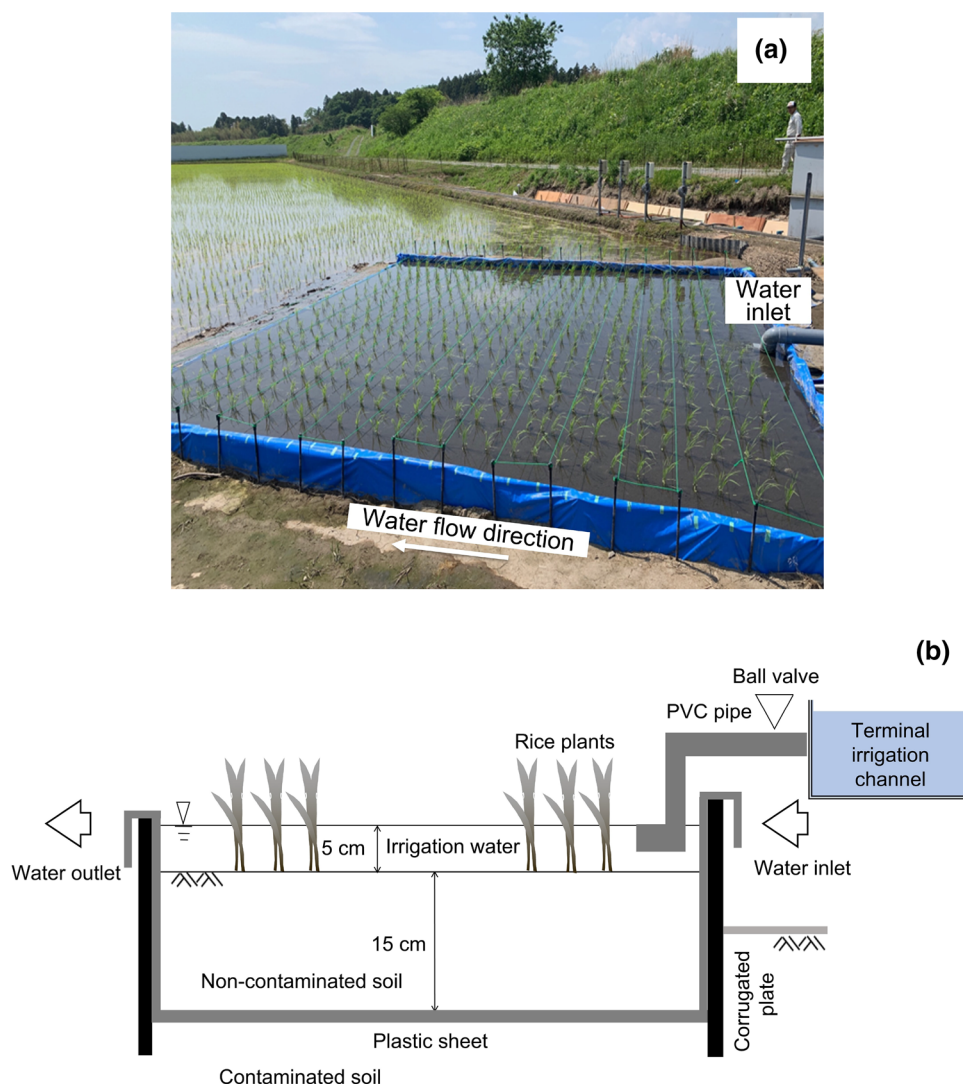 (a)
Water
inlet
Water flow direction
(b)
Ball valve
PVC pipe
Terminal
irrigation
channel
Rice plants
5 cm
Irrigation water
Water outlet
Water inlet
15 cm
Non-contaminated soil
Corrugated
plate
Plastic sheet
Contaminated soil